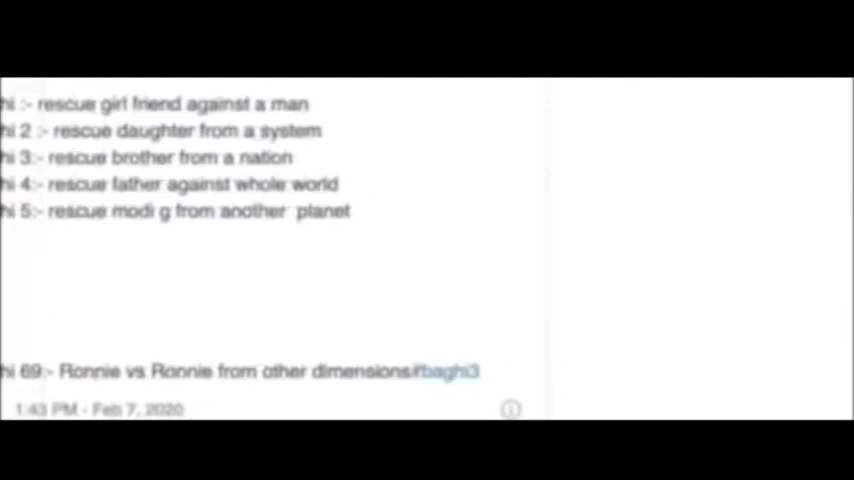 hi :- rescue girl friend against a man
hi 2 :- rescue daughter from a system
hi 3:- rescue brother from a nation
hi 4:- rescue father against whole world
hi 5:- rescue modi g from another planet
hi 69:- Ronnie vs Ronnie from other dimensions#baghi3
1:43 PM - Feb 7, 2020